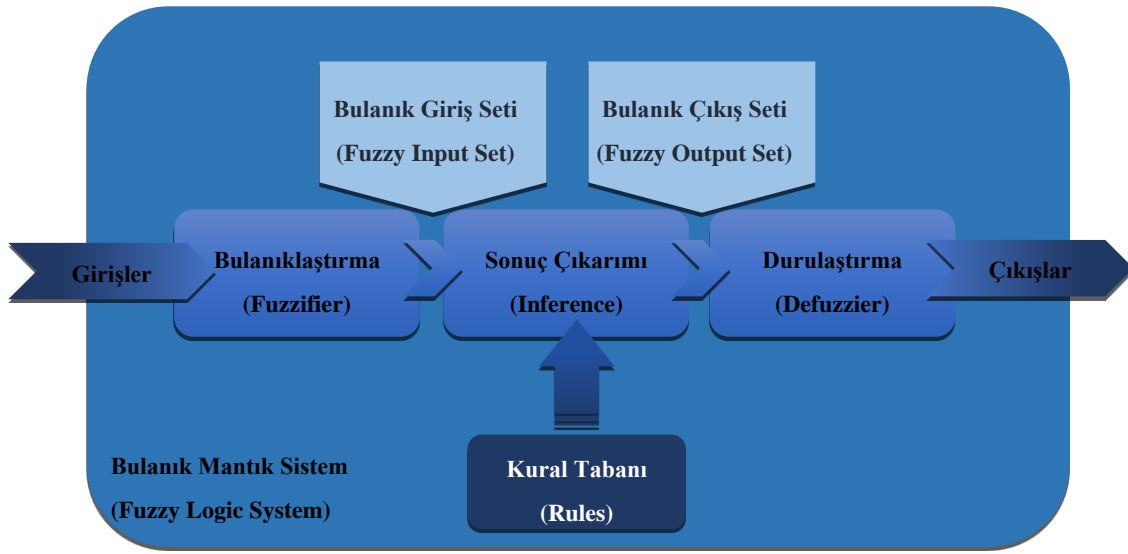 Bulanık Giriş Seti
(Fuzzy Input Set)
Bulanık Çıkış Seti
(Fuzzy Output Set)
Girişler
Bulanıklaştırma
(Fuzzifier)
Sonuç Çıkarımı
(Inference)
Durulaştırma
(Defuzzier)
Çıkışlar
Kural Tabanı
(Rules)
Bulanık Mantık Sistem
(Fuzzy Logic System)